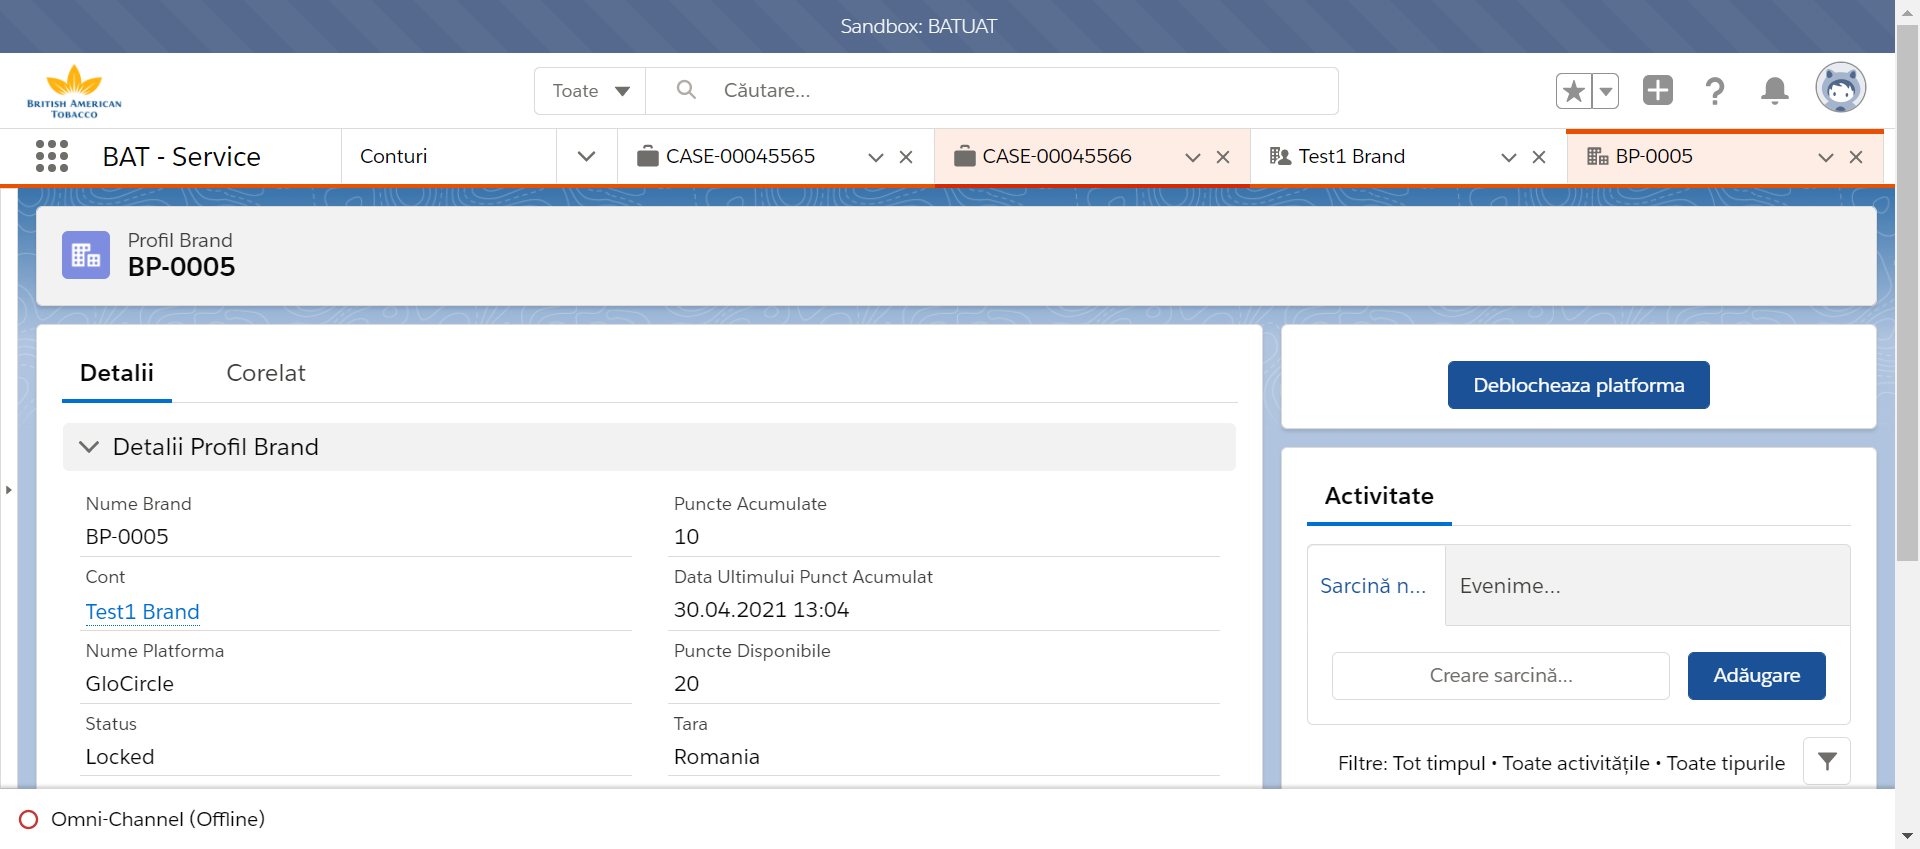 Sandbox: BATUAT
BRITISH AMERICAN
TOBACCO
Toate
Căutare...
BAT - Service
Conturi
CASE-00045565
CASE-00045566
Test1 Brand
BP-0005
Profil Brand
BP-0005
Detalii
Corelat
Deblocheaza platforma
Detalii Profil Brand
Nume Brand
BP-0005
Puncte Acumulate
10
Cont
Test1 Brand
Data Ultimului Punct Acumulat
30.04.2021 13:04
Nume Platforma
GloCircle
Puncte Disponibile
20
Status
Locked
Tara
Romania
Activitate
Sarcină n...
Evenime...
Creare sarcină...
Adăugare
Filtre: Tot timpul • Toate activitățile • Toate tipurile
Omni-Channel (Offline)